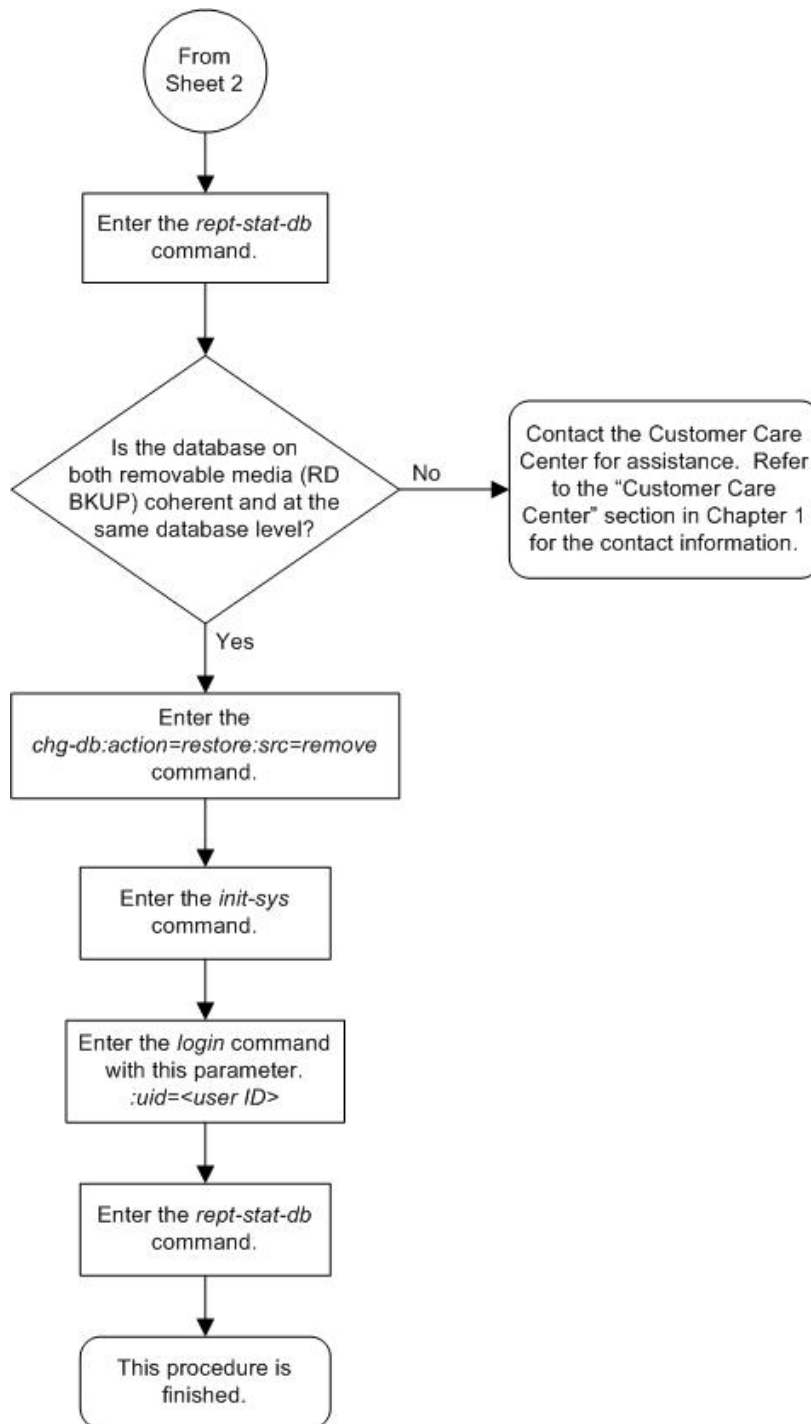 From
Sheet 2
Enter the rept-stat-db
command.
Is the database on
both removable media (RD
BKUP) coherent and at the
same database level?
No
Contact the Customer Care
Center for assistance. Refer
to the “Customer Care
Center” section in Chapter 1
for the contact information.
Yes
Enter the
chg-db:action=restore:src=remove
command.
Enter the init-sys
command.
Enter the login command
with this parameter.
:uid=<user ID>
Enter the rept-stat-db
command.
This procedure is
finished.